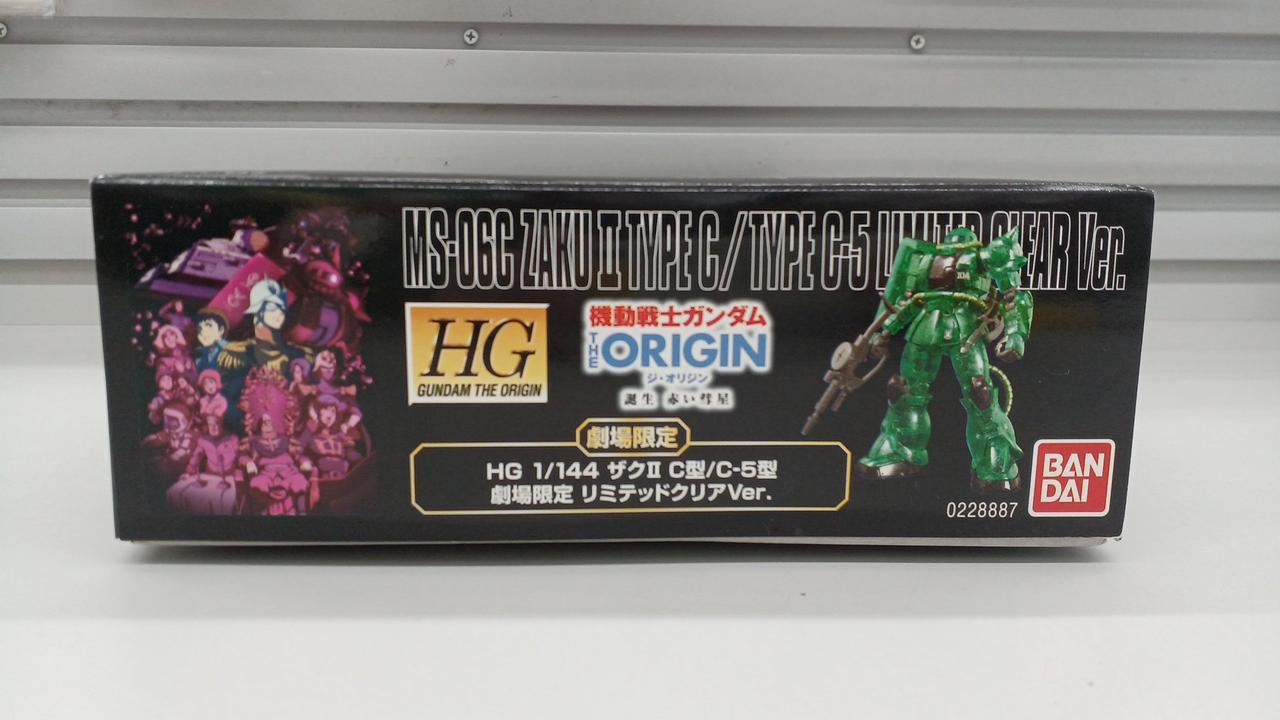 MS-06C ZAKU II TYPE C / TYPE C-5 LIMITED CLEAR Ver.
HG
GUNDAM THE ORIGIN
機動戦士ガンダム
THE ORIGIN
ジ・オリジン
誕生 赤い彗星
劇場限定
HG 1/144 ザクII C型/C-5型
劇場限定 リミテッドクリアVer.
0228887
BAN
DAI